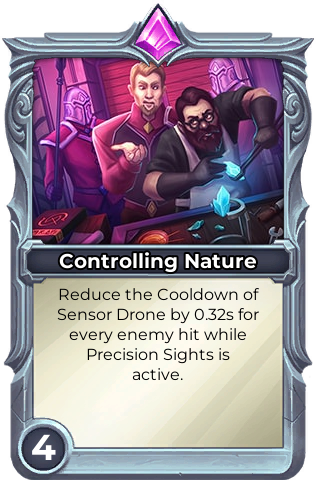 Controlling Nature
Reduce the Cooldown of
Sensor Drone by 0.32s for
every enemy hit while
Precision Sights is
active.
4